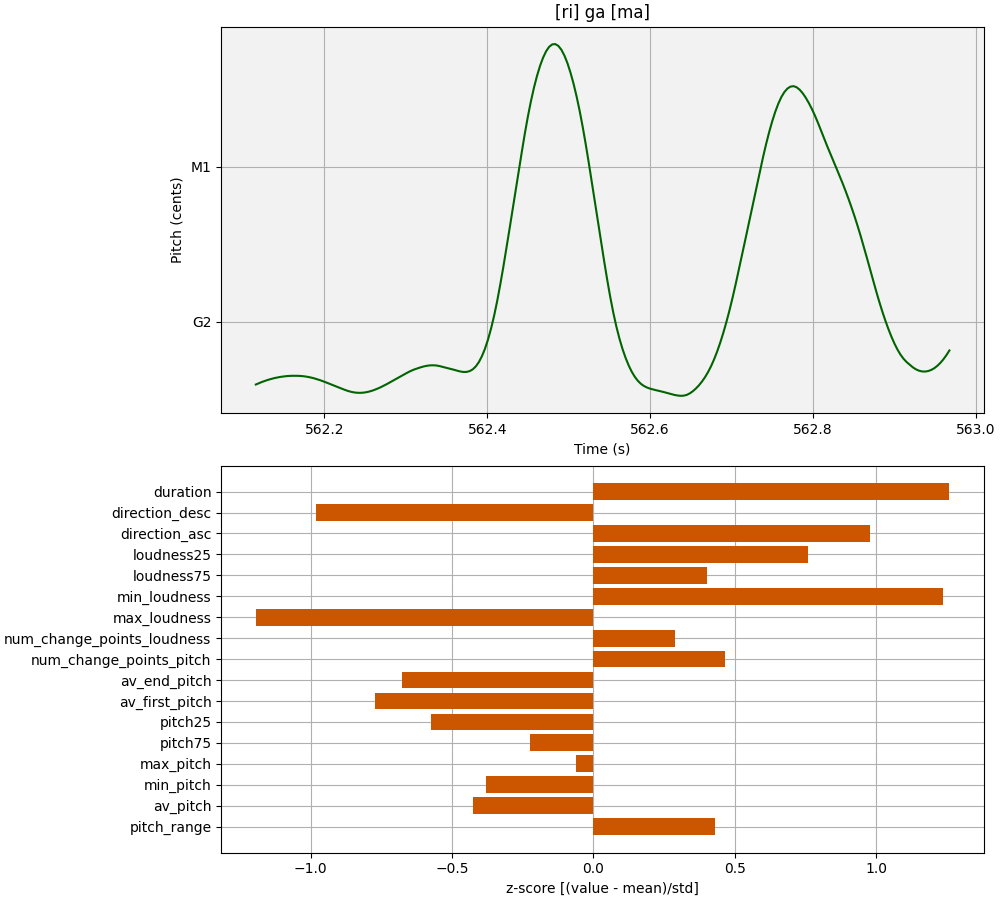 [ri] ga [ma]
M1
G2
Pitch (cents)
562.2 562.4 562.6 562.8 563.0
Time (s)
duration
direction_desc
direction_asc
loudness25
loudness75
min_loudness
max_loudness
num_change_points_loudness
num_change_points_pitch
av_end_pitch
av_first_pitch
pitch25
pitch75
max_pitch
min_pitch
av_pitch
pitch_range
−1.0 −0.5 0.0 0.5 1.0
z-score [(value - mean)/std]